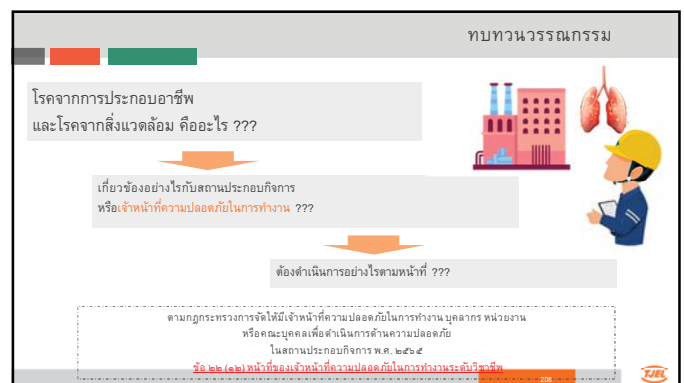 ทบทวนวรรณกรรม
โรคจากการประกอบอาชีพ
และโรคจากสิ่งแวดล้อม คืออะไร ???
เกี่ยวข้องอย่างไรกับสถานประกอบกิจการ
หรือเจ้าหน้าที่ความปลอดภัยในการทำงาน ???
ต้องดำเนินการอย่างไรตามหน้าที่ ???
ตามกฎกระทรวงการจัดให้มีเจ้าหน้าที่ความปลอดภัยในการทำงาน บุคลากร หน่วยงาน
หรือคณะบุคคลเพื่อดำเนินการด้านความปลอดภัย
ในสถานประกอบกิจการ พ.ศ. ๒๕๖๕
ข้อ ๒๒ (๑๒) หน้าที่ของเจ้าหน้าที่ความปลอดภัยในการทำงานระดับวิชาชีพ
TJEL